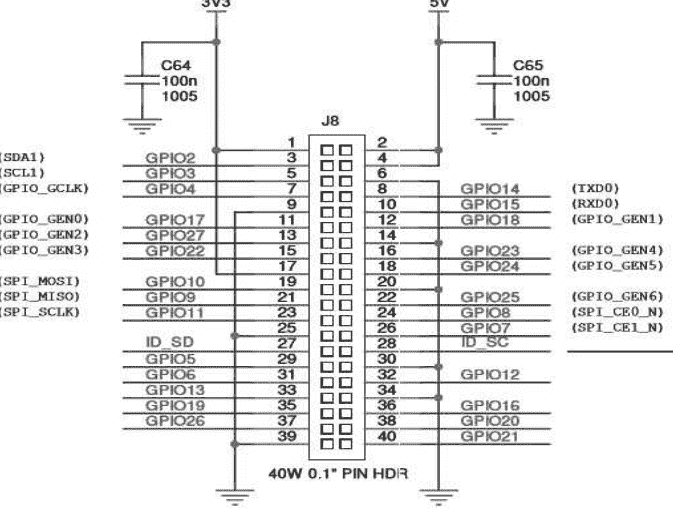 3V3 5V
C64 C65
100n 100n
1005 1005
J8
1 2
(SDA1) GPIO2 3 4
(SCL1) GPIO3 5 6
(GPIO_GCLK) GPIO4 7 8 GPIO14 (TXD0)
9 10 GPIO15 (RXD0)
(GPIO_GEN0) GPIO17 11 12 GPIO18 (GPIO_GEN1)
(GPIO_GEN2) GPIO27 13 14
(GPIO_GEN3) GPIO22 15 16 GPIO23 (GPIO_GEN4)
17 18 GPIO24 (GPIO_GEN5)
(SPI_MOSI) GPIO10 19 20
(SPI_MISO) GPIO9 21 22 GPIO25 (GPIO_GEN6)
(SPI_SCLK) GPIO11 23 24 GPIO8 (SPI_CE0_N)
25 26 GPIO7 (SPI_CE1_N)
ID_SD 27 28 ID_SC
GPIO5 29 30
GPIO6 31 32 GPIO12
GPIO13 33 34
GPIO19 35 36 GPIO16
GPIO26 37 38 GPIO20
39 40 GPIO21
40W 0.1" PIN HDR